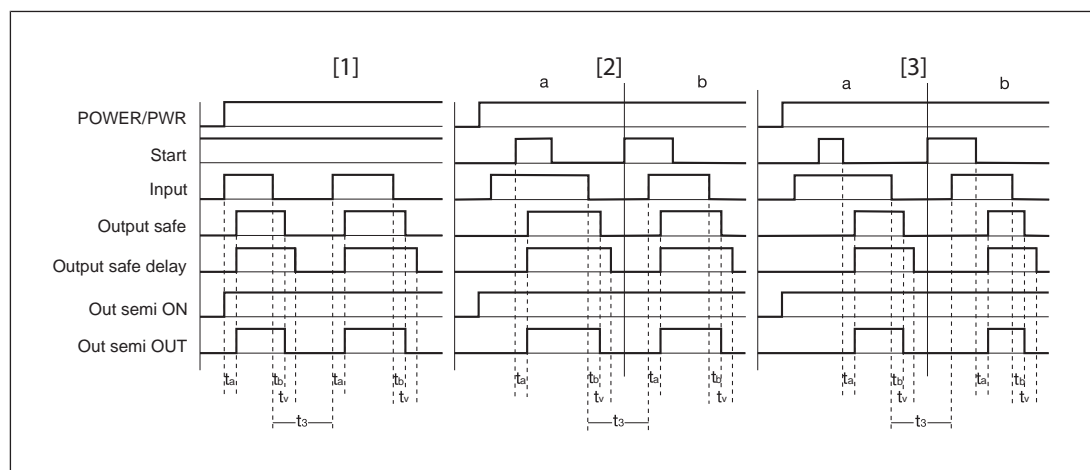 [1] [2] [3]
a b a b
POWER/PWR
Start
Input
Output safe
Output safe delay
Out semi ON
Out semi OUT
ta tb ta tb ta tb ta tb ta tb ta tb
tv tv tv tv tv tv
t3 t3 t3